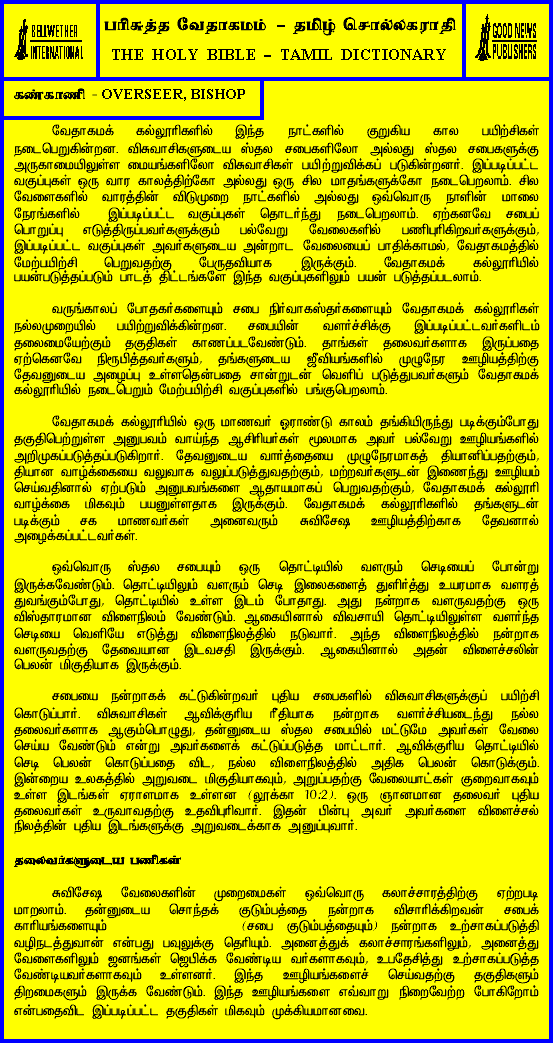 BELLWETHER
INTERNATIONAL
பரிசுத்த வேதாகமம் – தமிழ் சொல்லகராதி
THE HOLY BIBLE – TAMIL DICTIONARY
GOOD NEWS
PUBLISHERS
கண்காணி - OVERSEER, BISHOP
வேதாகமக் கல்லூரிகளில் இந்த நாட்களில் குறுகிய கால பயிற்சிகள்
நடைபெறுகின்றன. விசுவாசிகளுடைய ஸ்தல சபைகளிலோ அல்லது ஸ்தல சபைகளுக்கு
அருகாமையிலுள்ள மையங்களிலோ விசுவாசிகள் பயிற்றுவிக்கப் படுகின்றனர். இப்படிப்பட்ட
வகுப்புகள் ஒரு வார காலத்திற்கோ அல்லது ஒரு சில மாதங்களுக்கோ நடைபெறலாம். சில
வேளைகளில் வாரத்தின் விடுமுறை நாட்களில் அல்லது ஒவ்வொரு நாளின் மாலை
நேரங்களில் இப்படிப்பட்ட வகுப்புகள் தொடர்ந்து நடைபெறலாம். ஏற்கனவே சபைப்
பொறுப்பு எடுத்திருப்பவர்களுக்கும் பல்வேறு வேலைகளில் பணிபுரிகிறவர்களுக்கும்,
இப்படிப்பட்ட வகுப்புகள் அவர்களுடைய அன்றாட வேலையைப் பாதிக்காமல், வேதாகமத்தில்
மேற்பயிற்சி பெறுவதற்கு பேருதவியாக இருக்கும். வேதாகமக் கல்லூரியில்
பயன்படுத்தப்படும் பாடத் திட்டங்களே இந்த வகுப்புகளிலும் பயன் படுத்தப்படலாம்.
வருங்காலப் போதகர்களையும் சபை நிர்வாகஸ்தர்களையும் வேதாகமக் கல்லூரிகள்
நல்லமுறையில் பயிற்றுவிக்கின்றன. சபையின் வளர்ச்சிக்கு இப்படிப்பட்டவர்களிடம்
தலைமையேற்கும் தகுதிகள் காணப்படவேண்டும். தாங்கள் தலைவர்களாக இருப்பதை
ஏற்கெனவே நிரூபித்தவர்களும், தங்களுடைய ஜீவியங்களில் முழுநேர ஊழியத்திற்கு
தேவனுடைய அழைப்பு உள்ளதென்பதை சான்றுடன் வெளிப் படுத்துபவர்களும் வேதாகமக்
கல்லூரியில் நடைபெறும் மேற்பயிற்சி வகுப்புகளில் பங்குபெறலாம்.
வேதாகமக் கல்லூரியில் ஒரு மாணவர் ஓராண்டு காலம் தங்கியிருந்து படிக்கும்போது
தகுதிபெற்றுள்ள அனுபவம் வாய்ந்த ஆசிரியர்கள் மூலமாக அவர் பல்வேறு ஊழியங்களில்
அறிமுகப்படுத்தப்படுகிறார். தேவனுடைய வார்த்தையை முழுநேரமாகத் தியானிப்பதற்கும்,
தியான வாழ்க்கையை வலுவாக வலுப்படுத்துவதற்கும், மற்றவர்களுடன் இணைந்து ஊழியம்
செய்வதினால் ஏற்படும் அனுபவங்களை ஆதாயமாகப் பெறுவதற்கும், வேதாகமக் கல்லூரி
வாழ்க்கை மிகவும் பயனுள்ளதாக இருக்கும். வேதாகமக் கல்லூரிகளில் தங்களுடன்
படிக்கும் சக மாணவர்கள் அனைவரும் சுவிசேஷ ஊழியத்திற்காக தேவனால்
அழைக்கப்பட்டவர்கள்.
ஒவ்வொரு ஸ்தல சபையும் ஒரு தொட்டியில் வளரும் செடியைப் போன்று
இருக்கவேண்டும். தொட்டியிலும் வளரும் செடி இலைகளைத் துளிர்த்து உயரமாக வளரத்
துவங்கும்போது, தொட்டியில் உள்ள இடம் போதாது. அது நன்றாக வளருவதற்கு ஒரு
விஸ்தாரமான விளைநிலம் வேண்டும். ஆகையினால் விவசாயி தொட்டியிலுள்ள வளர்ந்த
செடியை வெளியே எடுத்து விளைநிலத்தில் நடுவார். அந்த விளைநிலத்தில் நன்றாக
வளருவதற்கு தேவையான இடவசதி இருக்கும். ஆகையினால் அதன் விளைச்சலின்
பெலன் மிகுதியாக இருக்கும்.
சபையை நன்றாகக் கட்டுகின்றவர் புதிய சபைகளில் விசுவாசிகளுக்குப் பயிற்சி
கொடுப்பார். விசுவாசிகள் ஆவிக்குரிய ரீதியாக நன்றாக வளர்ச்சியடைந்து நல்ல
தலைவர்களாக ஆகும்பொழுது, தன்னுடைய ஸ்தல சபையில் மட்டுமே அவர்கள் வேலை
செய்ய வேண்டும் என்று அவர்களைக் கட்டுப்படுத்த மாட்டார். ஆவிக்குரிய தொட்டியில்
செடி பெலன் கொடுப்பதை விட, நல்ல விளைநிலத்தில் அதிக பெலன் கொடுக்கும்.
இன்றைய உலகத்தில் அறுவடை மிகுதியாகவும், அறுப்பதற்கு வேலையாட்கள் குறைவாகவும்
உள்ள இடங்கள் ஏராளமாக உள்ளன (லூக்கா 10:2). ஒரு ஞானமான தலைவர் புதிய
தலைவர்கள் உருவாவதற்கு உதவிபுரிவார். இதன் பின்பு அவர் அவர்களை விளைச்சல்
நிலத்தின் புதிய இடங்களுக்கு அறுவடைக்காக அனுப்புவார்.
தலைவர்களுடைய பணிகள்
சுவிசேஷ வேலைகளின் முறைமைகள் ஒவ்வொரு கலாச்சாரத்திற்கு ஏற்றபடி
மாறலாம். தன்னுடைய சொந்தக் குடும்பத்தை நன்றாக விசாரிக்கிறவன் சபைக்
காரியங்களையும் (சபை குடும்பத்தையும்) நன்றாக உற்சாகப்படுத்தி
வழிநடத்துவான் என்பது பவுலுக்கு தெரியும். அனைத்துக் கலாச்சாரங்களிலும், அனைத்து
வேளைகளிலும் ஜனங்கள் ஜெபிக்க வேண்டிய வர்களாகவும், உபதேசித்து உற்சாகப்படுத்த
வேண்டியவர்களாகவும் உள்ளனர். இந்த ஊழியங்களைச் செய்வதற்கு தகுதிகளும்
திறமைகளும் இருக்க வேண்டும். இந்த ஊழியங்களை எவ்வாறு நிறைவேற்ற போகிறோம்
என்பதைவிட இப்படிப்பட்ட தகுதிகள் மிகவும் முக்கியமானவை.